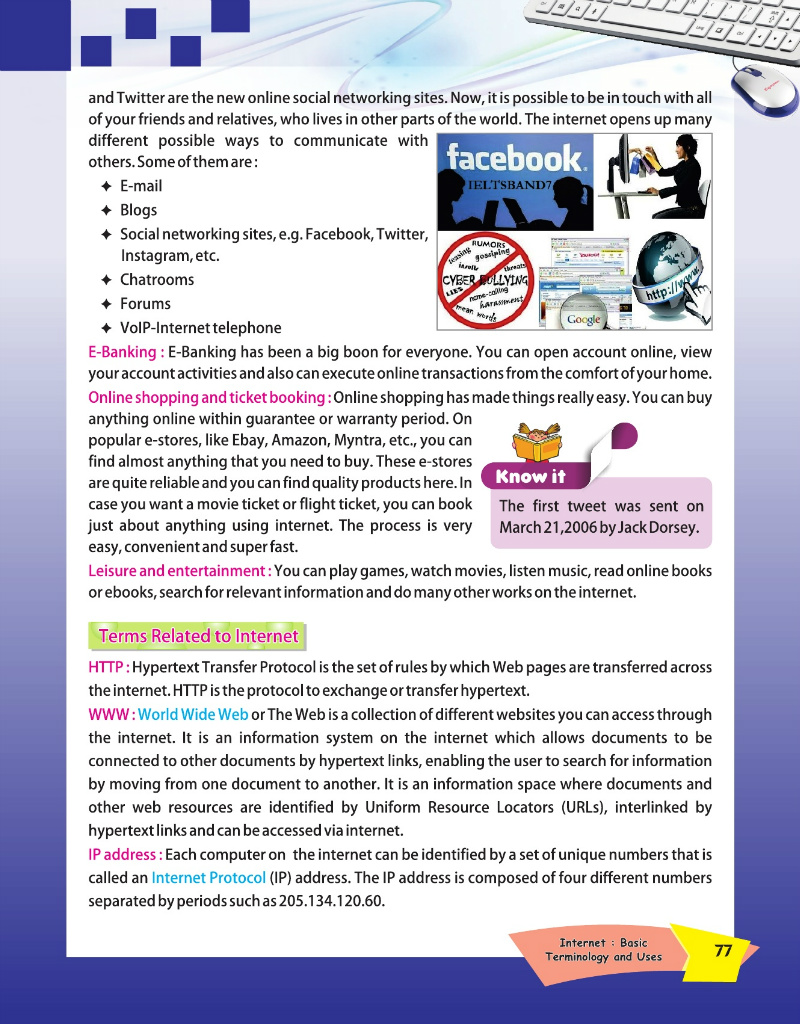 and Twitter are the new online social networking sites. Now, it is possible to be in touch with all
of your friends and relatives, who lives in other parts of the world. The internet opens up many
different possible ways to communicate with
others. Some of them are :
✦ E-mail
✦ Blogs
✦ Social networking sites, e.g. Facebook, Twitter,
Instagram, etc.
✦ Chatrooms
✦ Forums
✦ VoIP-Internet telephone
facebook.
IELTSBAND7
RUMORS
teasing
gossiping
insults
threats
CYBER BULLYING
LIES
name-calling
harassment
mean words
YAHOO!
Google
http://www.
E-Banking : E-Banking has been a big boon for everyone. You can open account online, view
your account activities and also can execute online transactions from the comfort of your home.
Online shopping and ticket booking : Online shopping has made things really easy. You can buy
anything online within guarantee or warranty period. On
popular e-stores, like Ebay, Amazon, Myntra, etc., you can
find almost anything that you need to buy. These e-stores
are quite reliable and you can find quality products here. In
case you want a movie ticket or flight ticket, you can book
just about anything using internet. The process is very
easy, convenient and super fast.
Know it
The first tweet was sent on
March 21,2006 by Jack Dorsey.
Leisure and entertainment : You can play games, watch movies, listen music, read online books
or ebooks, search for relevant information and do many other works on the internet.
Terms Related to Internet
HTTP : Hypertext Transfer Protocol is the set of rules by which Web pages are transferred across
the internet. HTTP is the protocol to exchange or transfer hypertext.
WWW : World Wide Web or The Web is a collection of different websites you can access through
the internet. It is an information system on the internet which allows documents to be
connected to other documents by hypertext links, enabling the user to search for information
by moving from one document to another. It is an information space where documents and
other web resources are identified by Uniform Resource Locators (URLs), interlinked by
hypertext links and can be accessed via internet.
IP address : Each computer on the internet can be identified by a set of unique numbers that is
called an Internet Protocol (IP) address. The IP address is composed of four different numbers
separated by periods such as 205.134.120.60.
Internet : Basic
Terminology and Uses
77